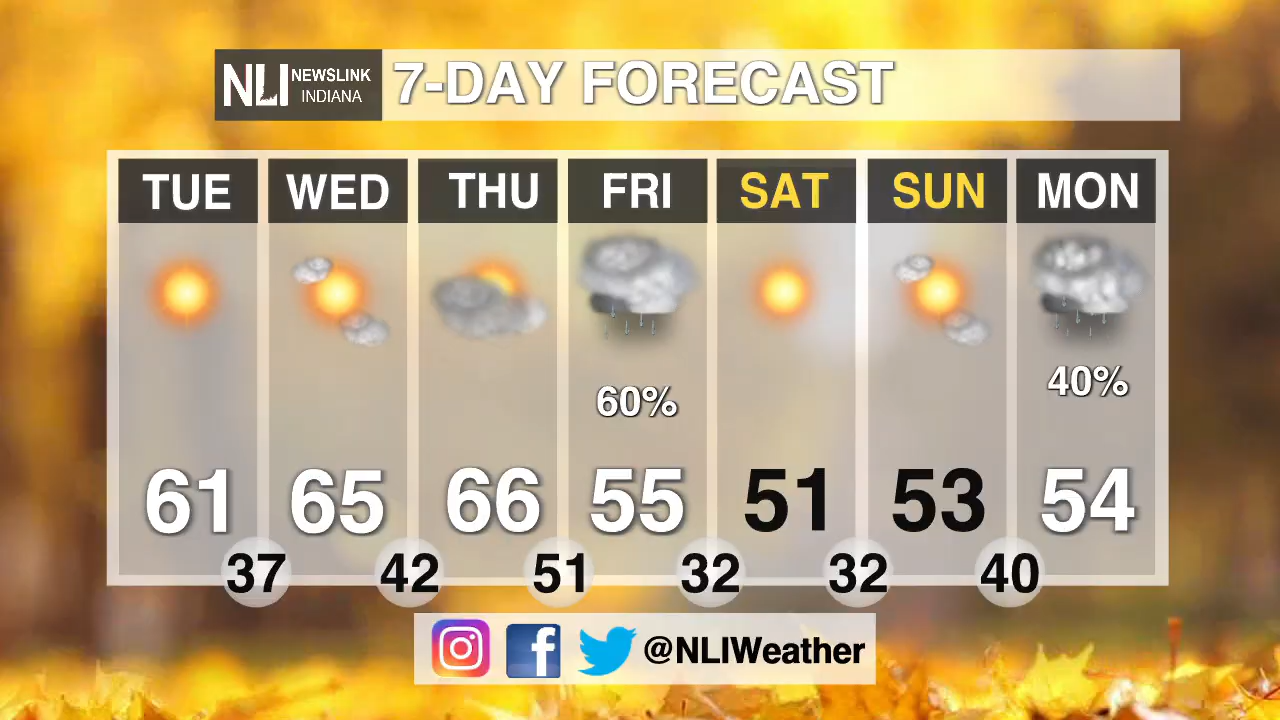 NLI NEWSLINK INDIANA
7-DAY FORECAST
TUE WED THU FRI SAT SUN MON
60% 40%
61 65 66 55 51 53 54
37 42 51 32 32 40
@NLIWeather